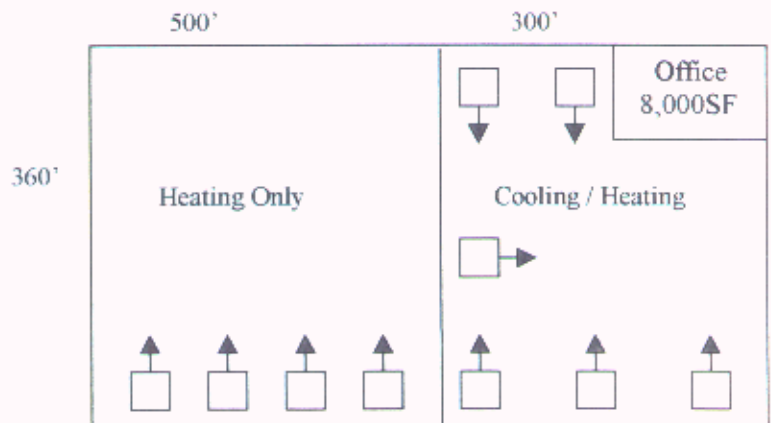 500’ 300’
Office
8,000SF
360’
Heating Only Cooling / Heating